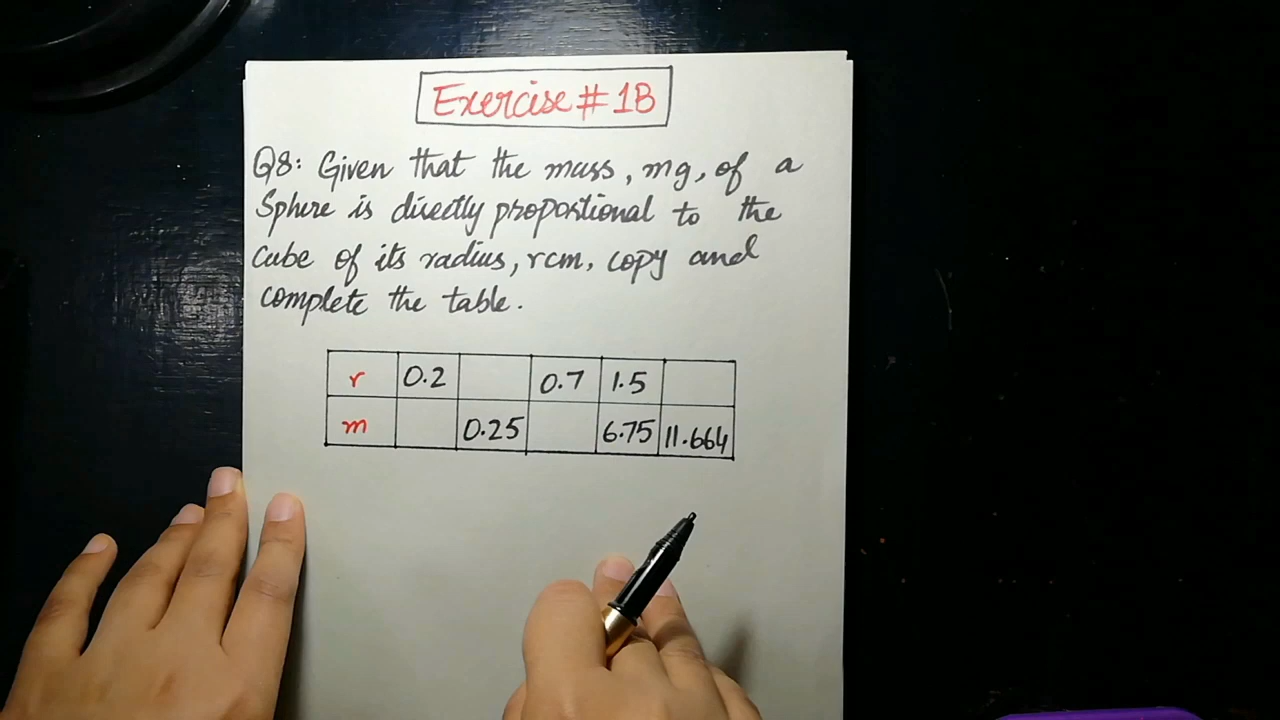 Exercise # 1B
Q8: Given that the mass, mg, of a
Sphere is directly proportional to the
cube of its radius, rcm, copy and
complete the table.
r 0.2 0.7 1.5
m 0.25 6.75 11.664